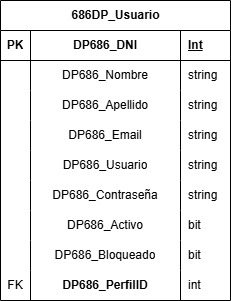 686DP_Usuario
PK DP686_DNI Int
DP686_Nombre string
DP686_Apellido string
DP686_Email string
DP686_Usuario string
DP686_Contraseña string
DP686_Activo bit
DP686_Bloqueado bit
FK DP686_PerfilID int